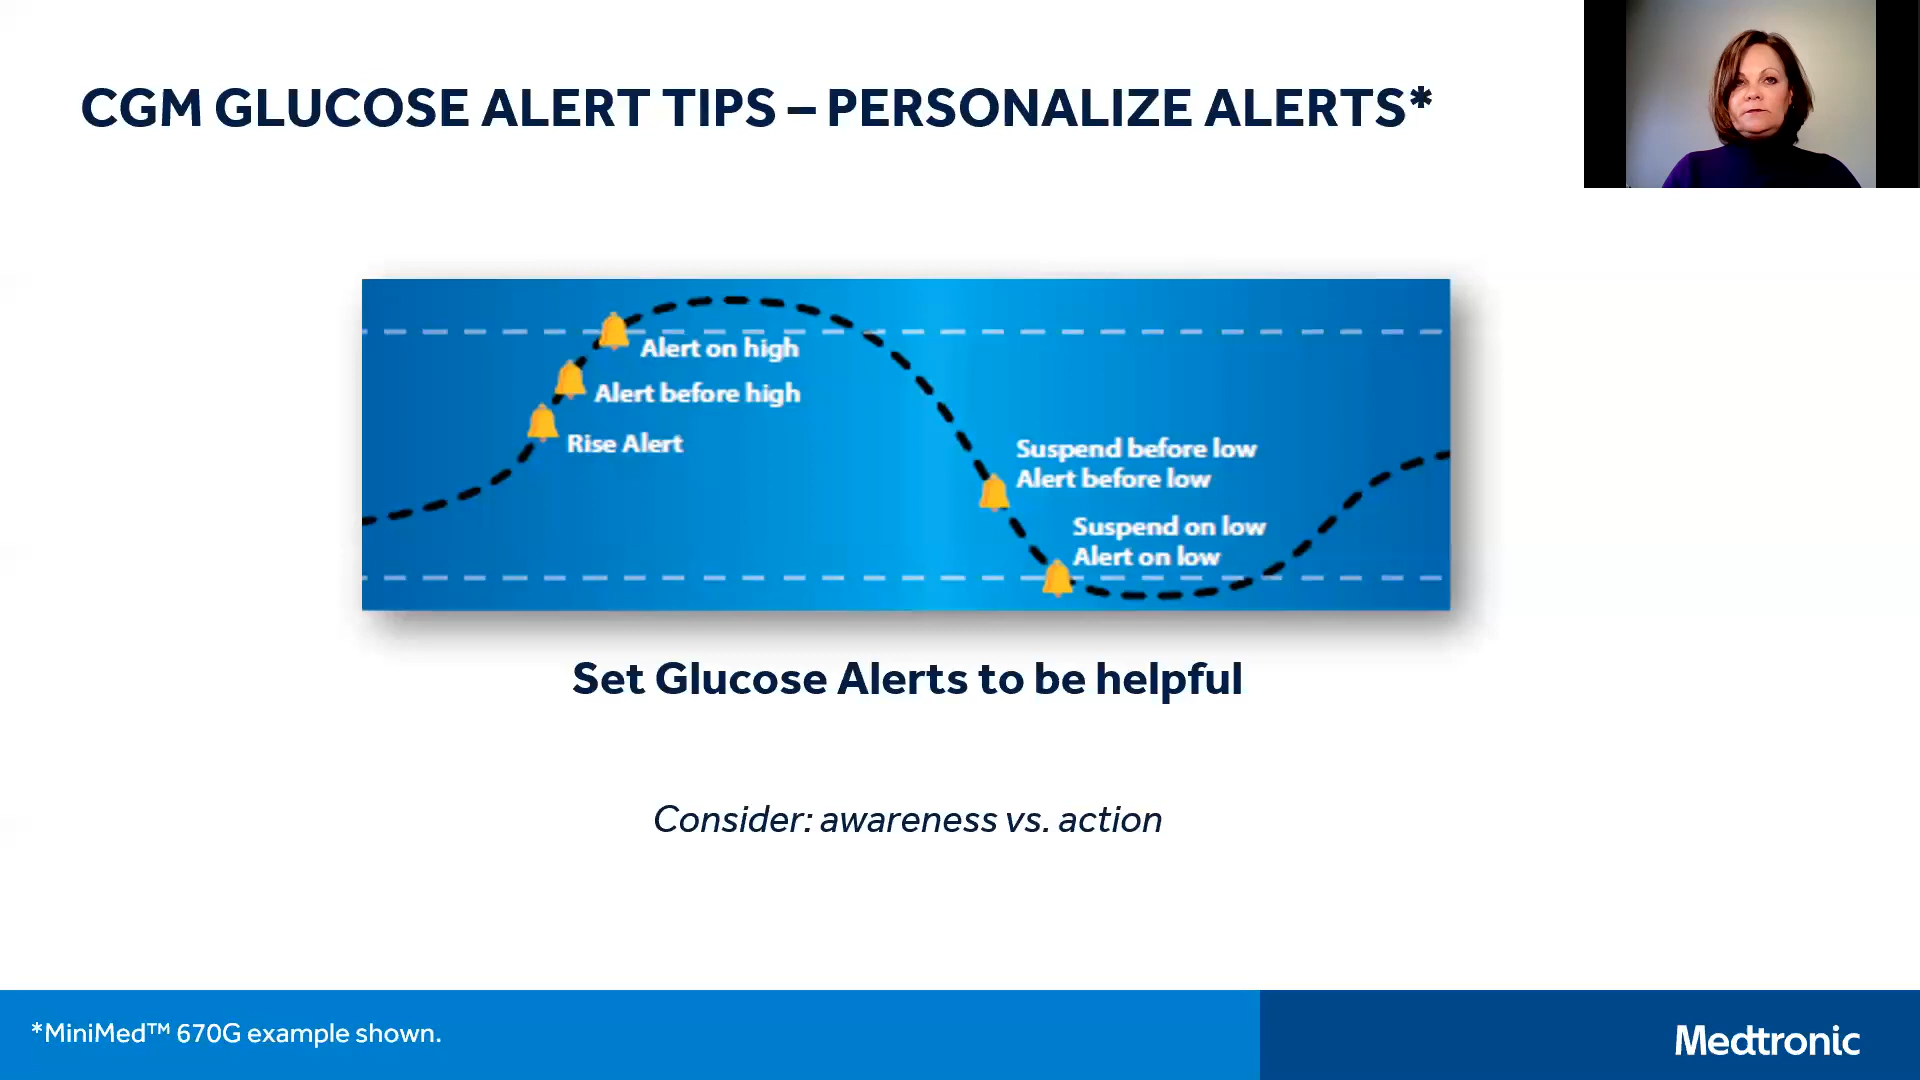 CGM GLUCOSE ALERT TIPS – PERSONALIZE ALERTS*
Alert on high
Alert before high
Rise Alert
Suspend before low
Alert before low
Suspend on low
Alert on low
Set Glucose Alerts to be helpful
Consider: awareness vs. action
*MiniMed™ 670G example shown.
Medtronic